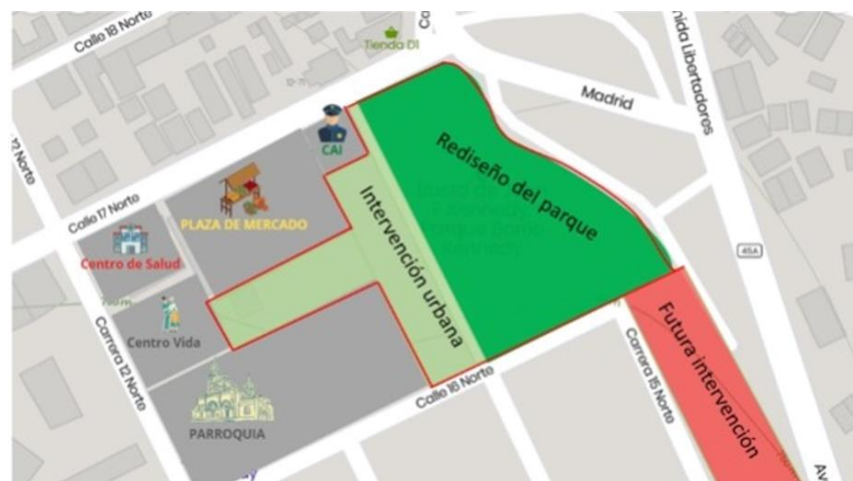 Calle 18 Norte
Tienda D1
Madrid
nida Libertadores
12 Norte
CAI
Rediseño del parque
Intervención urbana
Calle 17 Norte
PLAZA DE MERCADO
Centro de Salud
45A
Centro Vida
Carrera 12 Norte
PARROQUIA
Calle 16 Norte
Carrera 15 Norte
Futura intervención
Av